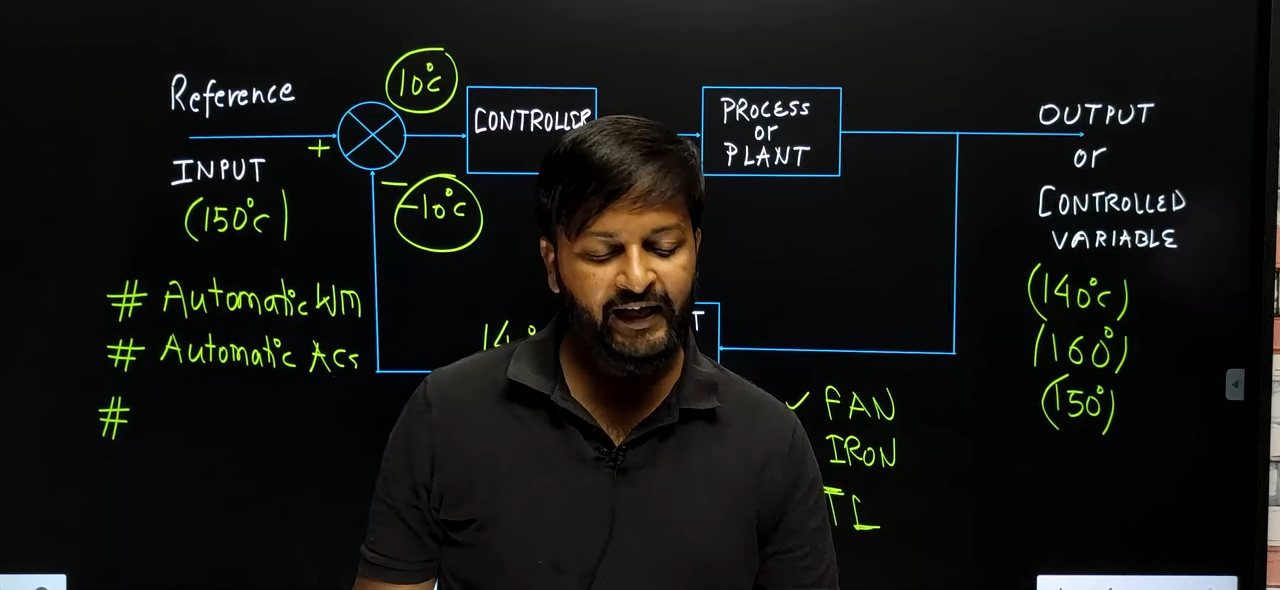 Reference
INPUT
(150°c)
# Automatic WM
# Automatic ACs
#
+
10°c
-
-10°c
CONTROLLER
PROCESS
or
PLANT
OUTPUT
or
CONTROLLED
VARIABLE
(140°c)
(160°)
(150°)
T
✓ FAN
IRON
TL